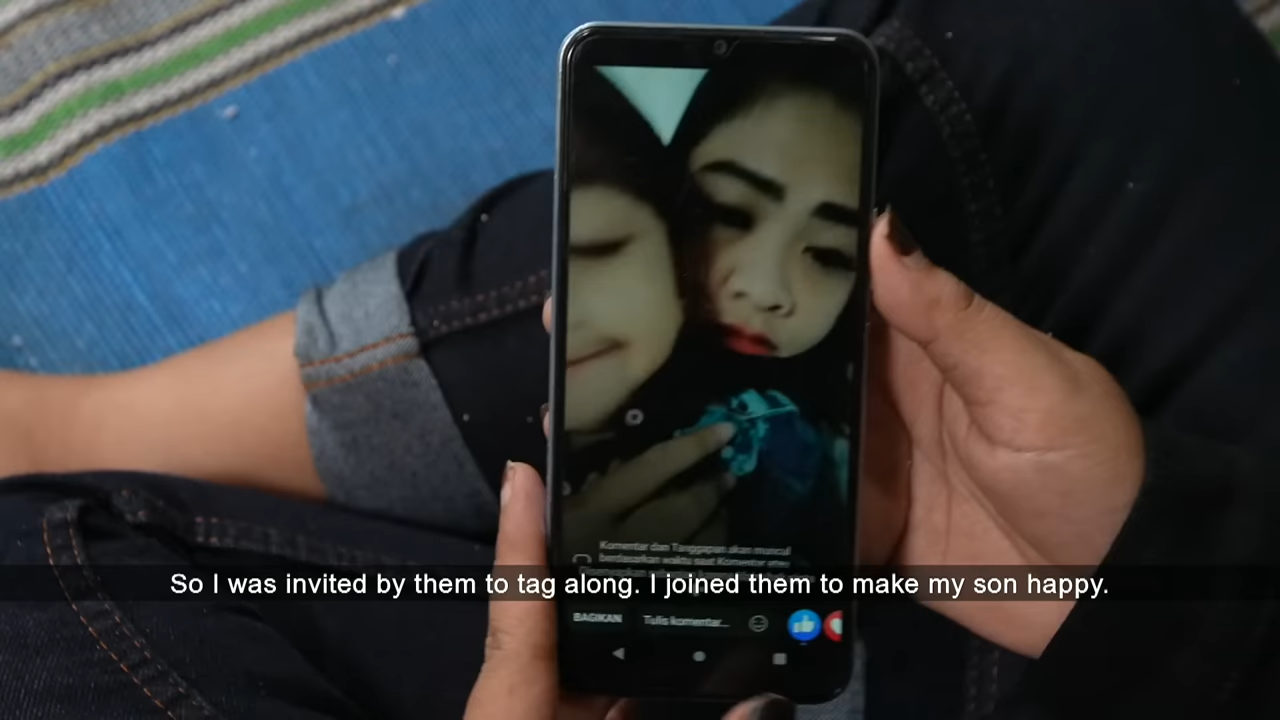 Komentar dan Tanggapan akan muncul
berdasarkan waktu saat Komentar
So I was invited by them to tag along. I joined them to make my son happy.
BAGIKAN Tulis komentar...